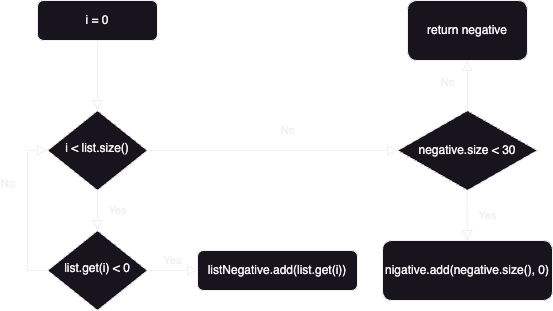 i = 0
return negative
No
i < list.size()
No
negative.size < 30
No
Yes
Yes
list.get(i) < 0
Yes
listNegative.add(list.get(i))
nigative.add(negative.size(), 0)